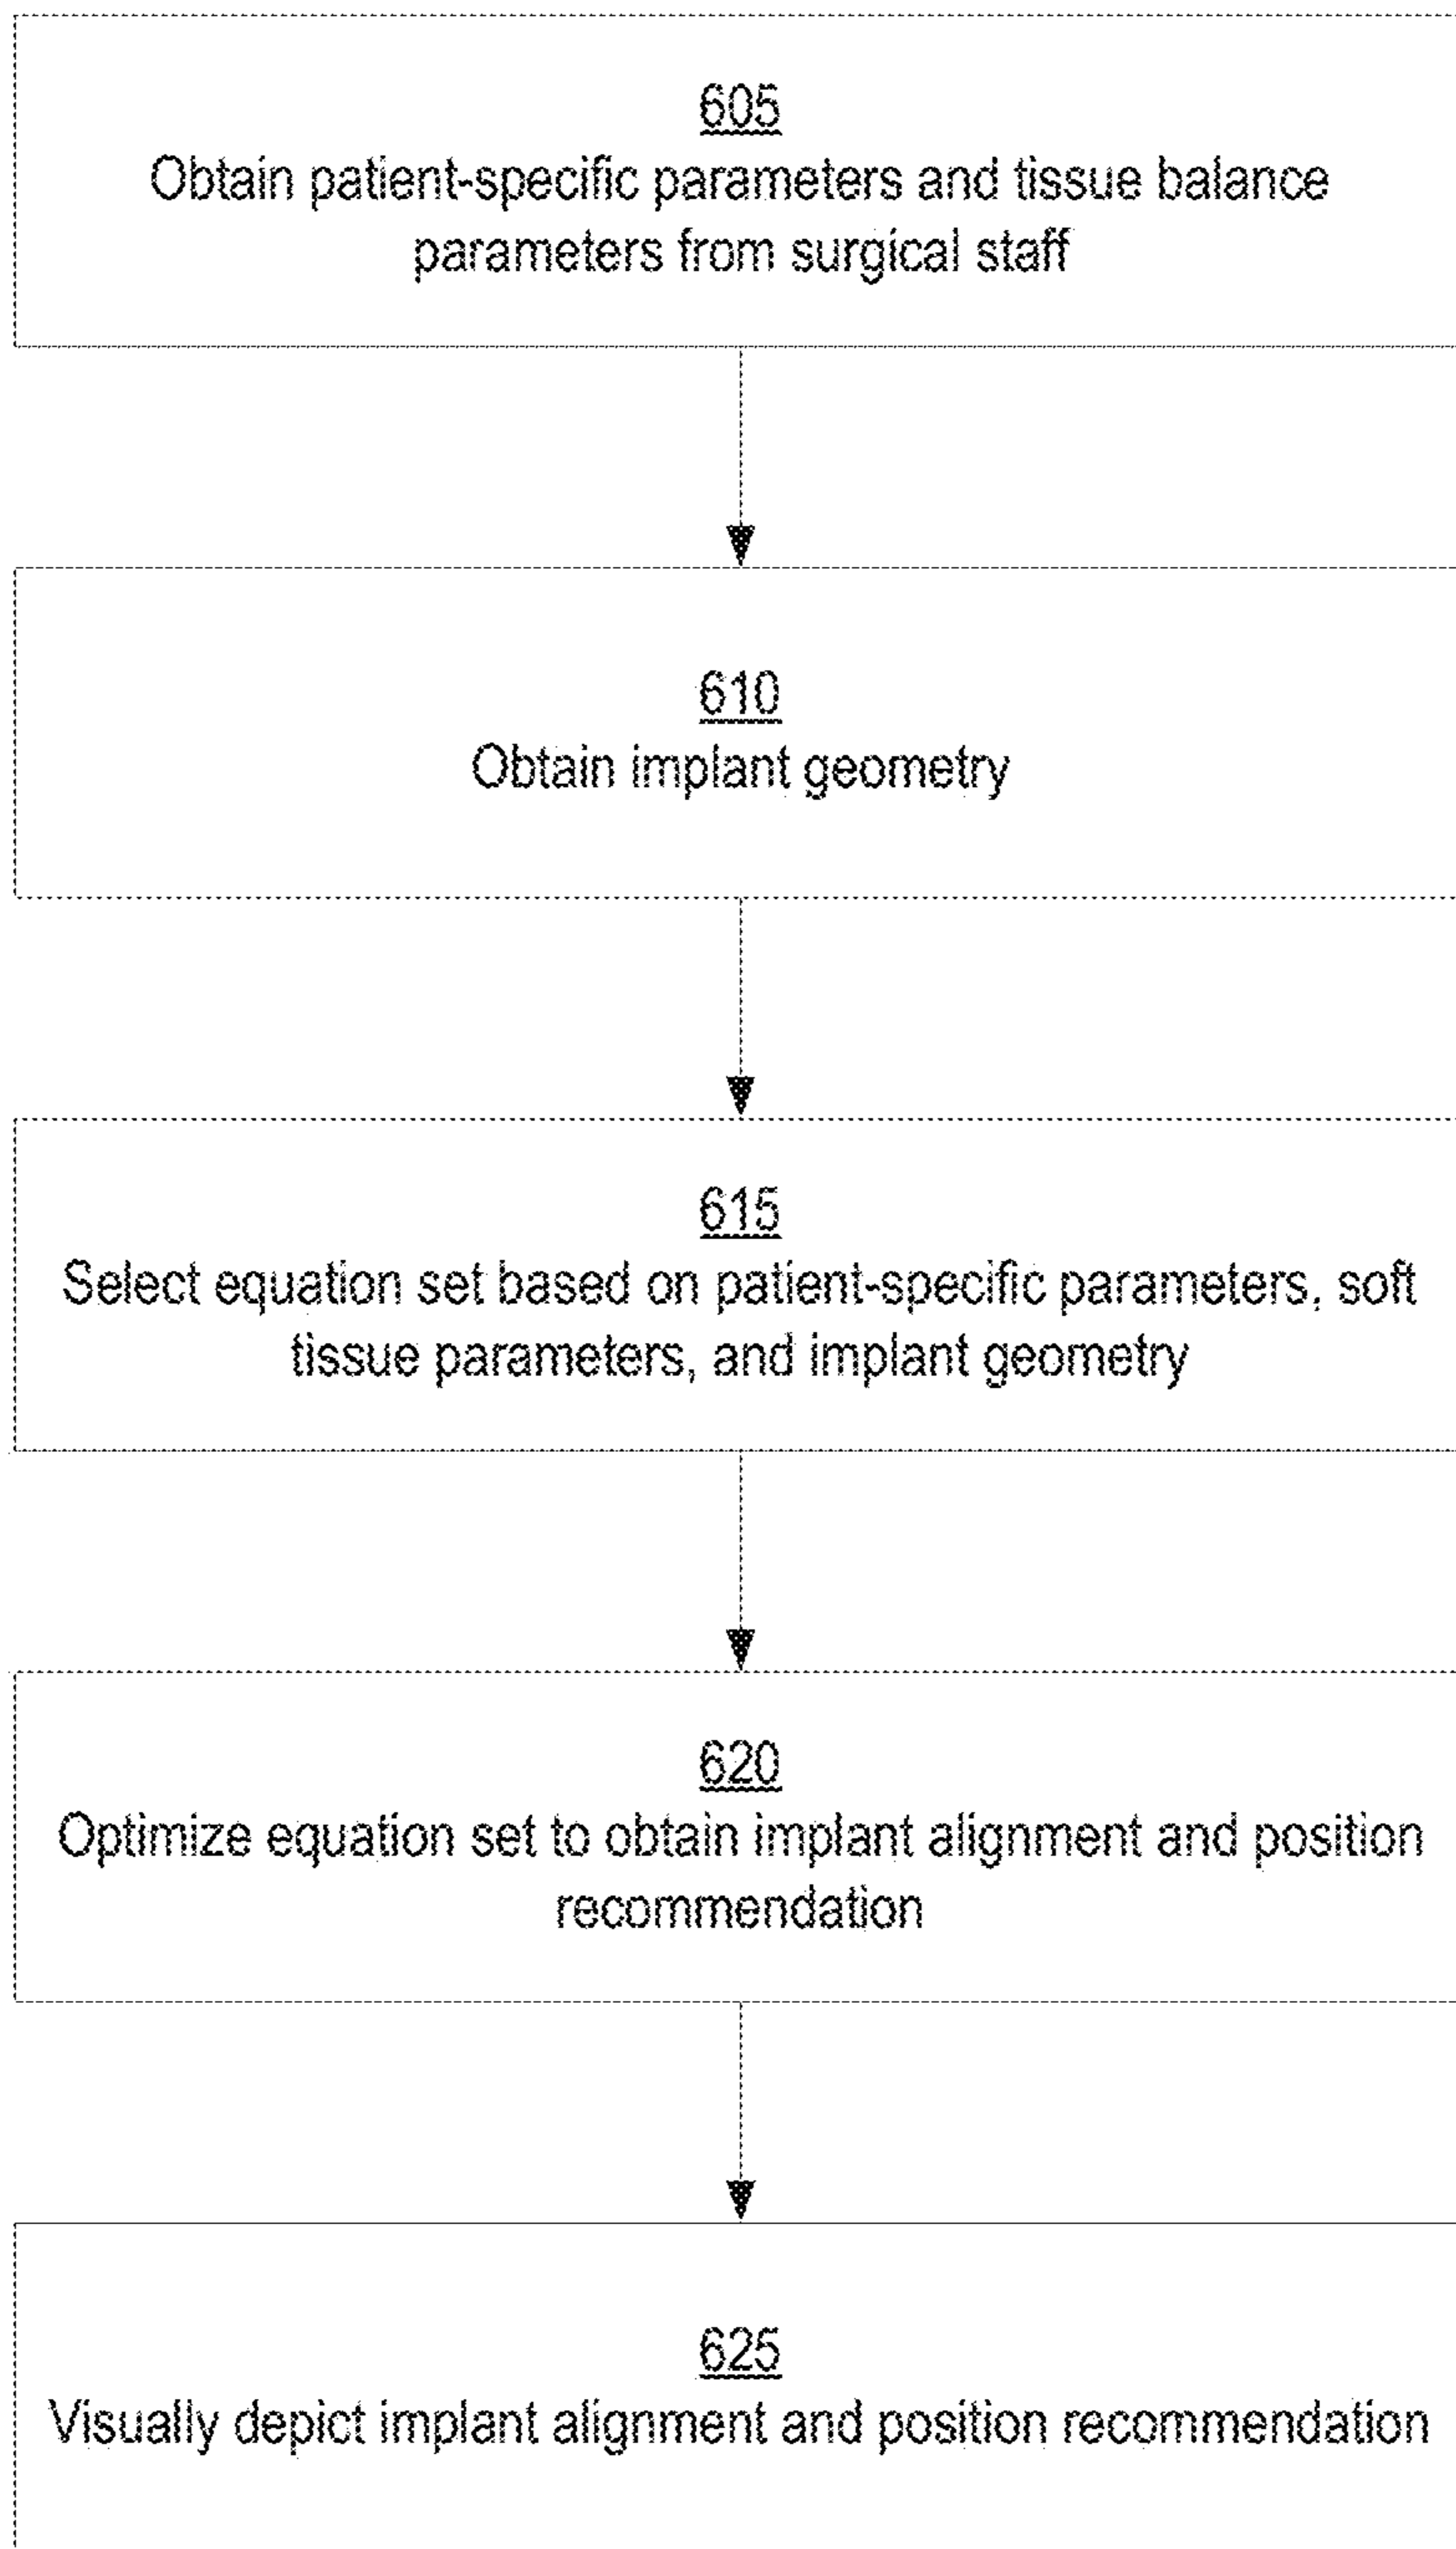 605
Obtain patient-specific parameters and tissue balance
parameters from surgical staff
610
Obtain implant geometry
615
Select equation set based on patient-specific parameters, soft
tissue parameters, and implant geometry
620
Optimize equation set to obtain implant alignment and position
recommendation
625
Visually depict implant alignment and position recommendation